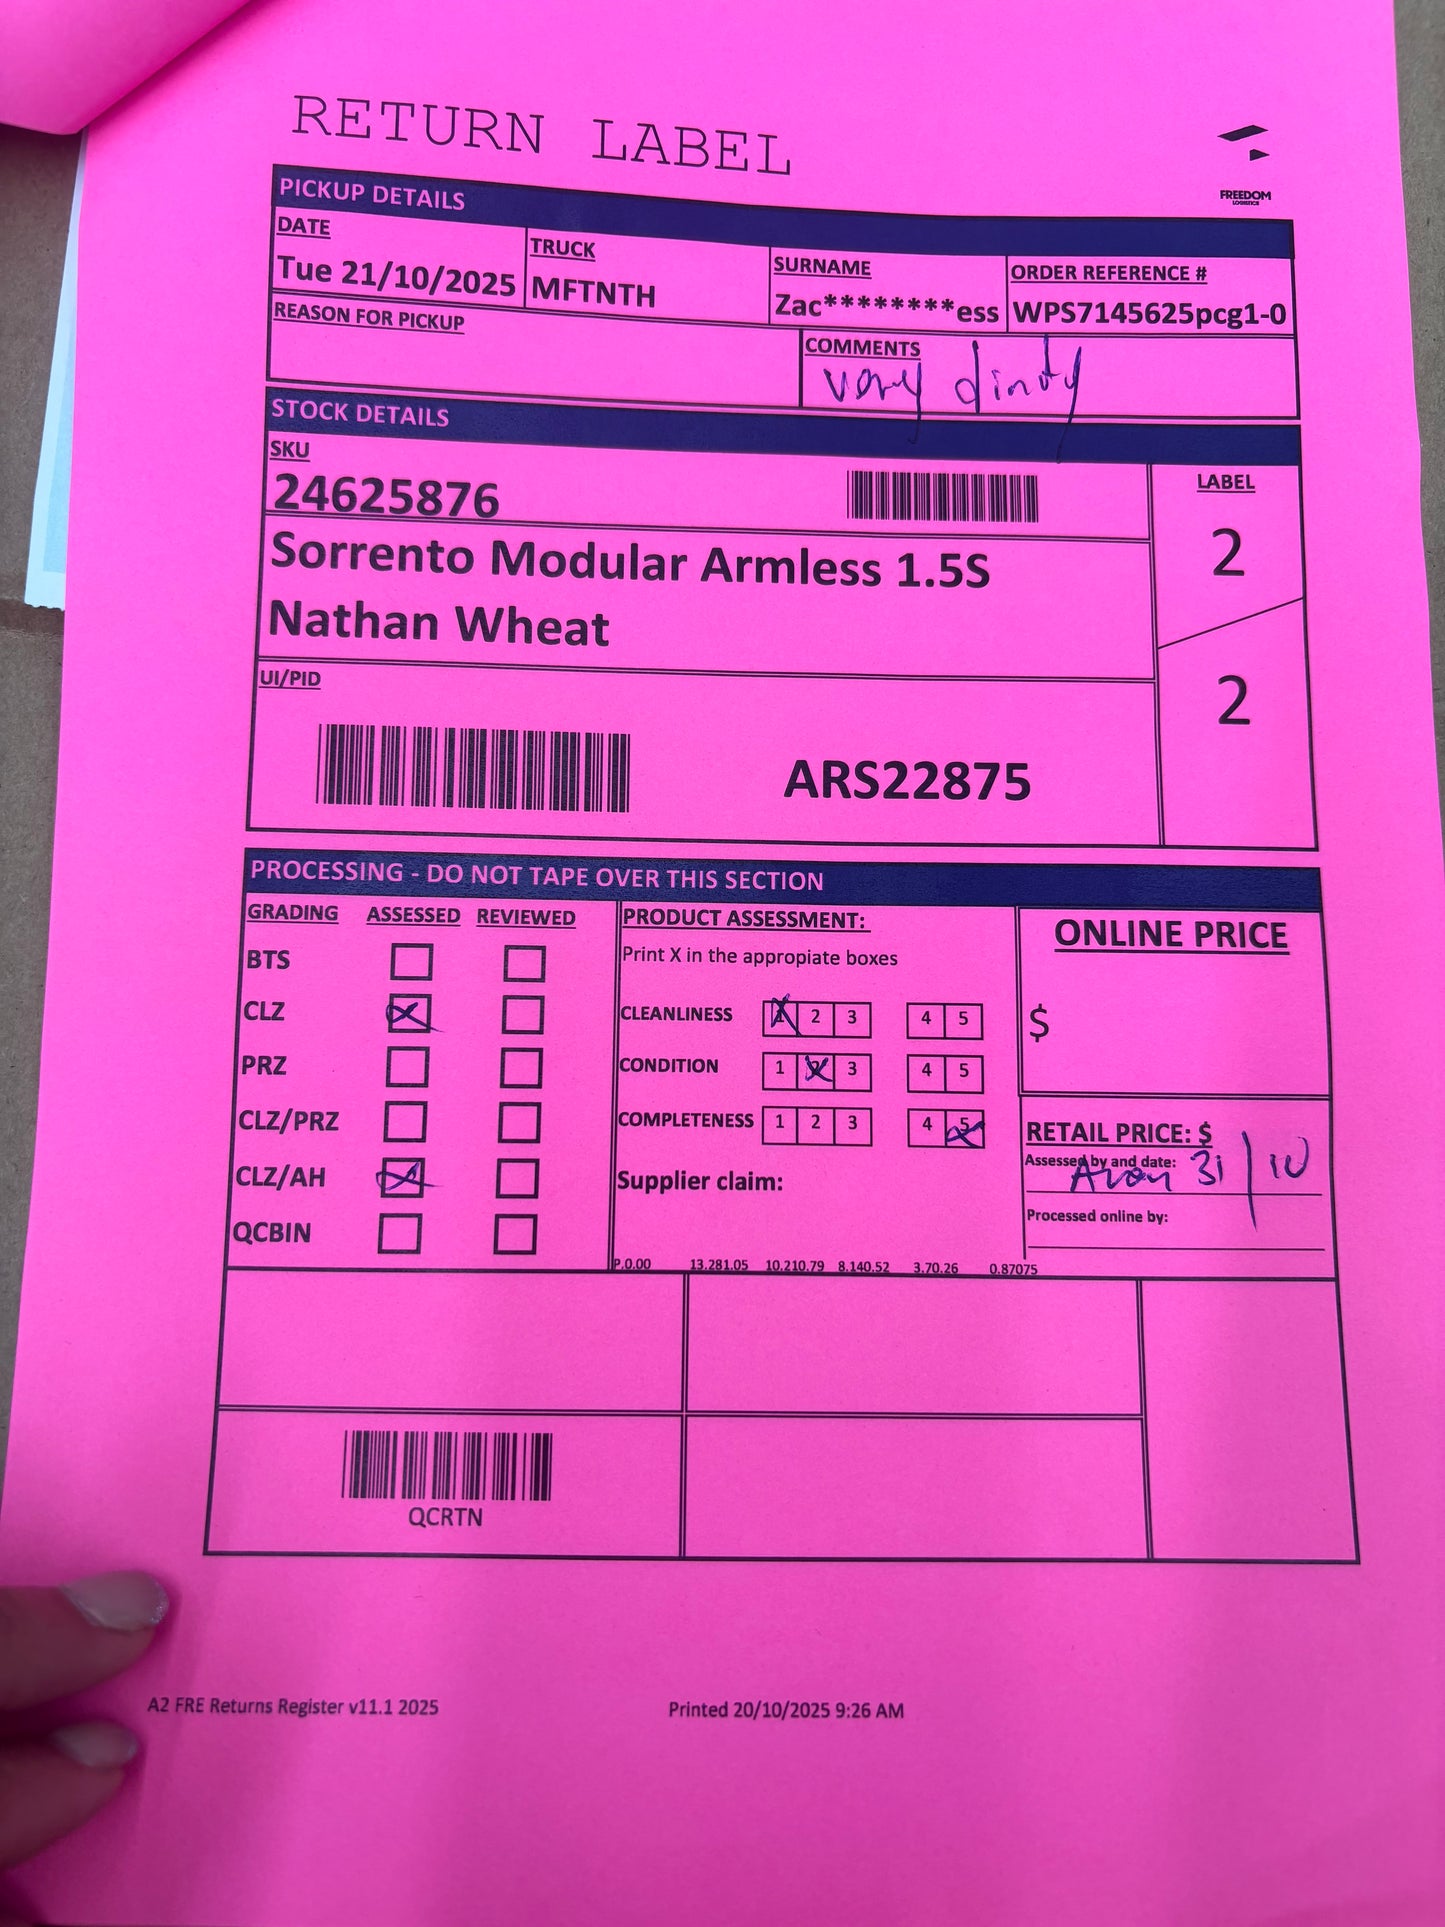 RETURN LABEL
FREEDOM
LOGISTICS
PICKUP DETAILS
DATE
TRUCK
SURNAME
ORDER REFERENCE #
Tue 21/10/2025
MFTNTH
Zac********ess
WPS7145625pcg1-0
REASON FOR PICKUP
COMMENTS
very dirdy
STOCK DETAILS
SKU
24625876
LABEL
2
Sorrento Modular Armless 1.5S
Nathan Wheat
UI/PID
2
ARS22875
PROCESSING - DO NOT TAPE OVER THIS SECTION
GRADING ASSESSED REVIEWED
BTS
CLZ X
PRZ
CLZ/PRZ
CLZ/AH X
QCBIN
PRODUCT ASSESSMENT:
Print X in the appropiate boxes
CLEANLINESS X 2 3 4 5
CONDITION 1 X 3 4 5
COMPLETENESS 1 2 3 4 5 X
Supplier claim:
P.0.00 13.281.05 10.210.79 8.140.52 3.70.26 0.87075
ONLINE PRICE
$
RETAIL PRICE: $
Assessed by and date:
31/10
Processed online by:
QCRTN
A2 FRE Returns Register v11.1 2025
Printed 20/10/2025 9:26 AM